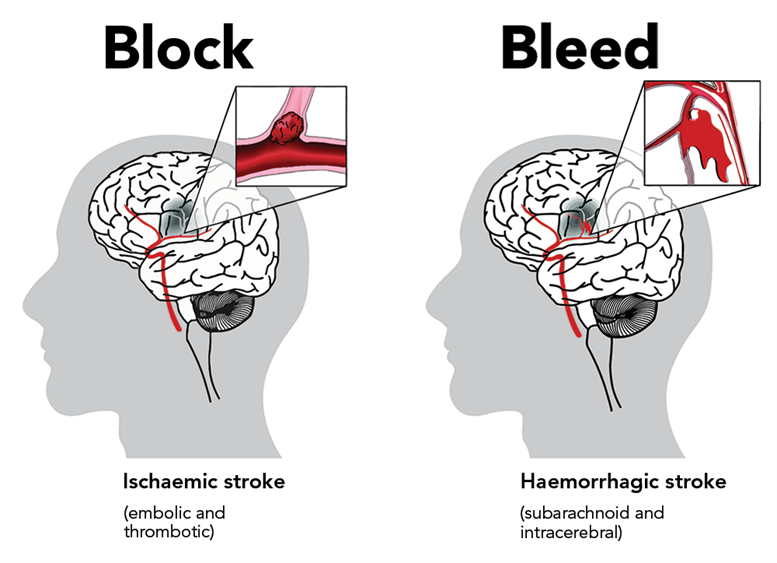 Block
Bleed
Ischaemic stroke
(embolic and
thrombotic)
Haemorrhagic stroke
(subarachnoid and
intracerebral)